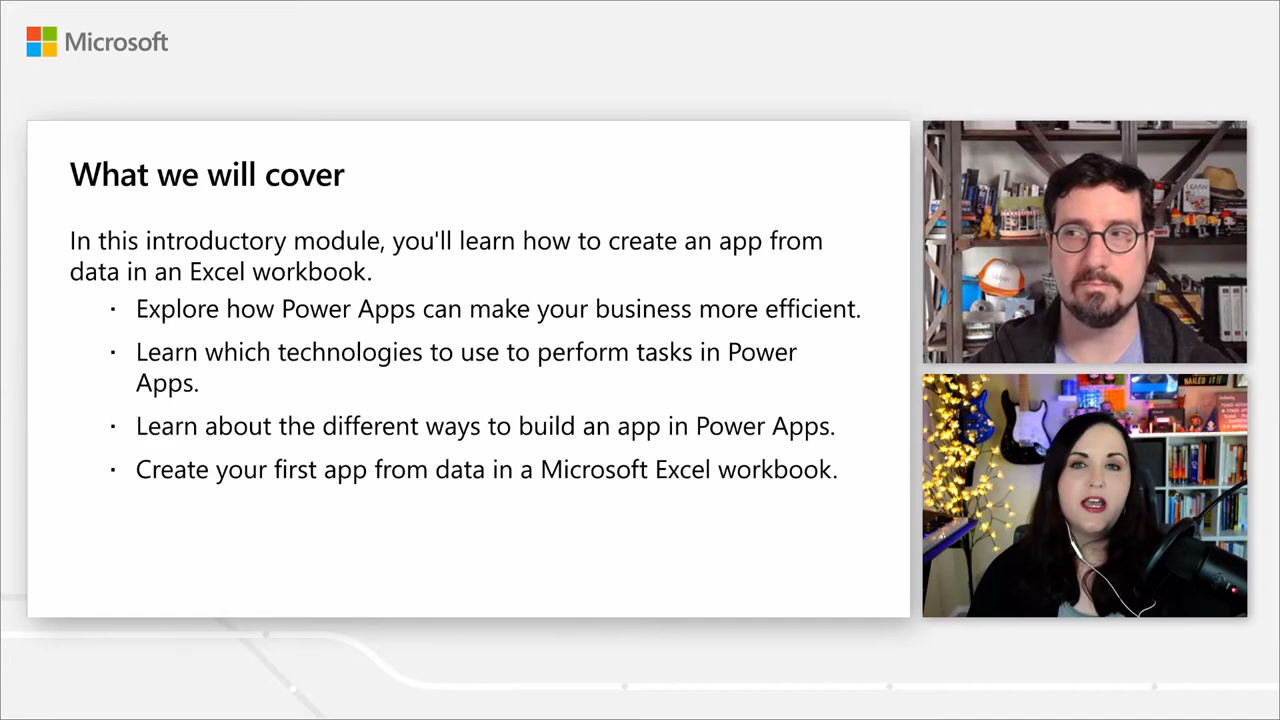 Microsoft
What we will cover
In this introductory module, you'll learn how to create an app from
data in an Excel workbook.
· Explore how Power Apps can make your business more efficient.
· Learn which technologies to use to perform tasks in Power
Apps.
· Learn about the different ways to build an app in Power Apps.
· Create your first app from data in a Microsoft Excel workbook.
LEARN
NAILED IT!